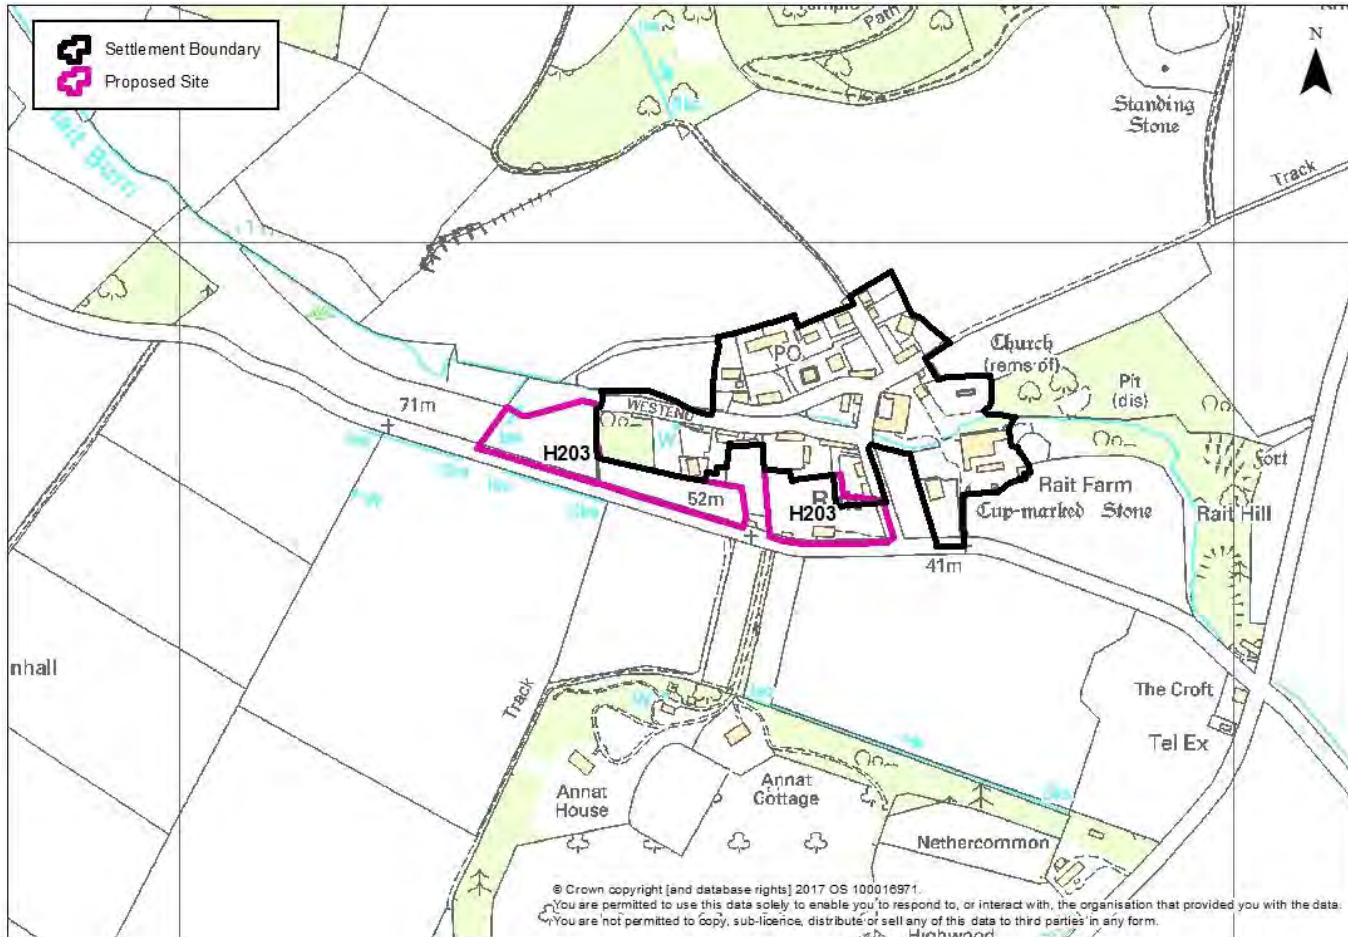 Settlement Boundary
Proposed Site
N
Path
Standing
Stone
Track
Rait Burn
Church
(rems of)
PO
Pit
(dis)
71m
WESTEND
W
H203
Fort
52m
H203
Rait Farm
Cup-marked Stone
Rait Hill
41m
nhall
The Croft
Track
W
Tel Ex
Annat
House
Annat
Cottage
Nethercommon
© Crown copyright [and database rights] 2017 OS 100016971.
You are permitted to use this data solely to enable you to respond to, or interact with, the organisation that provided you with the data.
You are not permitted to copy, sub-licence, distribute or sell any of this data to third parties in any form.
Highwood